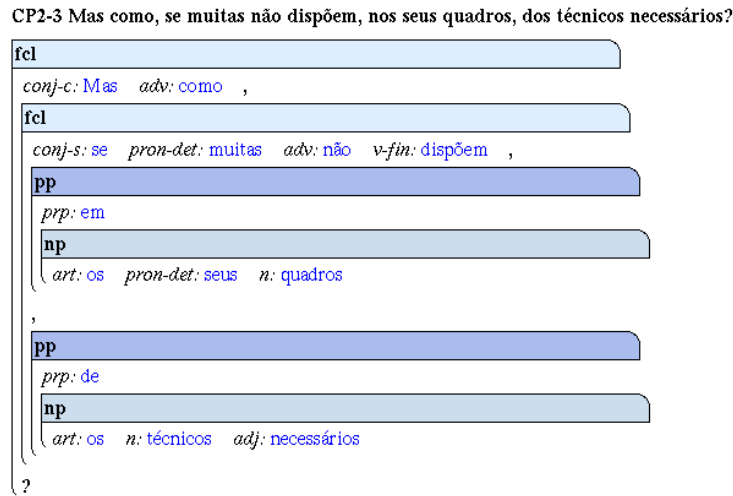 CP2-3 Mas como, se muitas não dispõem, nos seus quadros, dos técnicos necessários?
fcl
conj-c: Mas adv: como ,
fcl
conj-s: se pron-det: muitas adv: não v-fin: dispõem ,
pp
prp: em
np
art: os pron-det: seus n: quadros
,
pp
prp: de
np
art: os n: técnicos adj: necessários
?